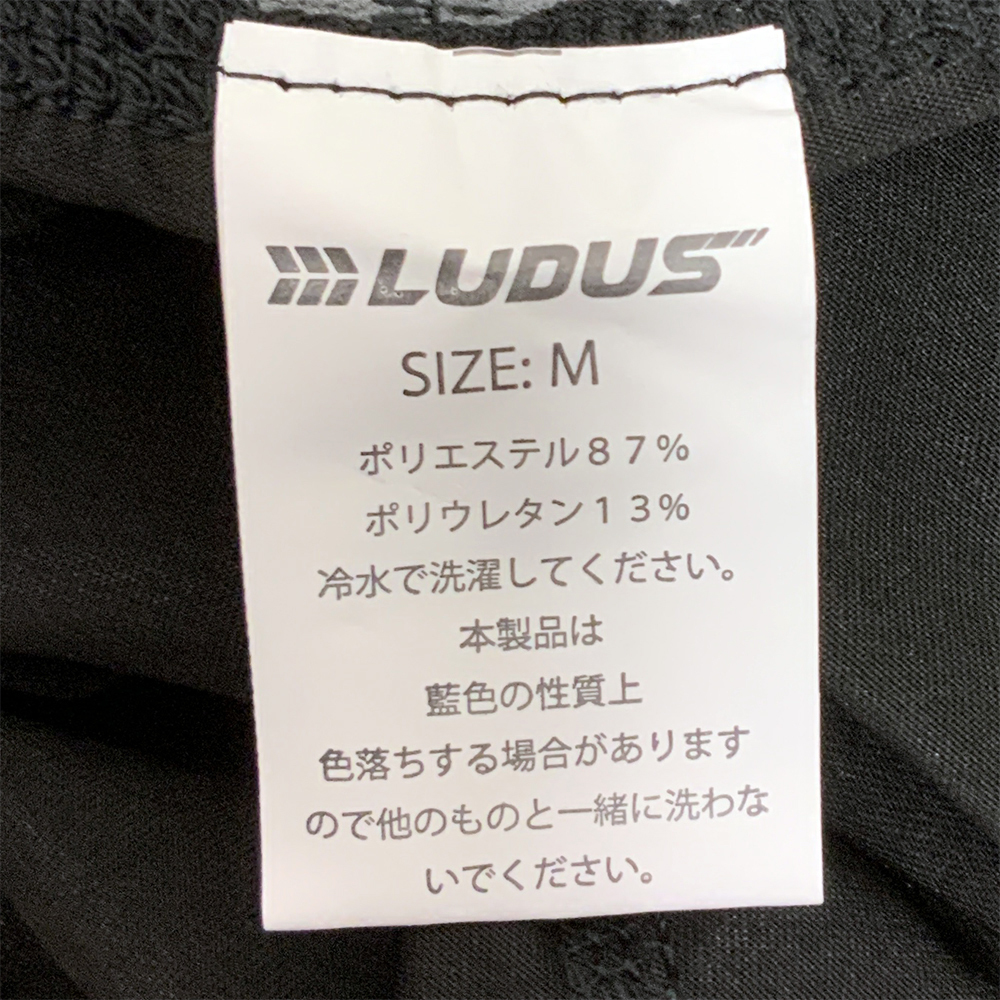 LUDUS
SIZE: M
ポリエステル８７％
ポリウレタン１３％
冷水で洗濯してください。
本製品は
藍色の性質上
色落ちする場合があります
ので他のものと一緒に洗わな
いでください。